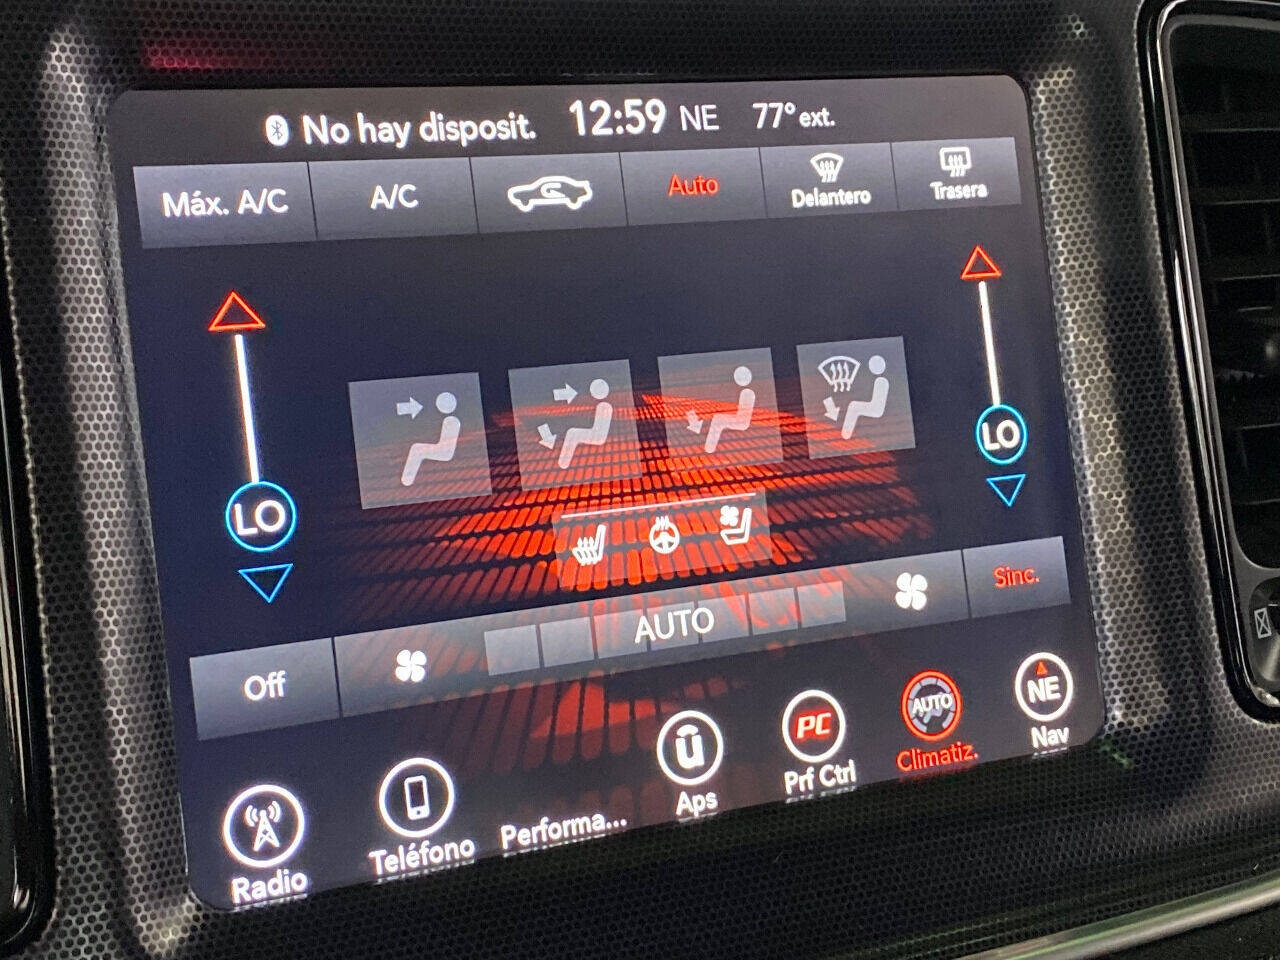 No hay disposit. 12:59 NE 77° ext.
Máx. A/C A/C Auto Delantero Trasera
LO LO
Off AUTO Sinc.
Radio Teléfono Performa... Aps PC Prf Ctrl AUTO Climatiz. NE Nav